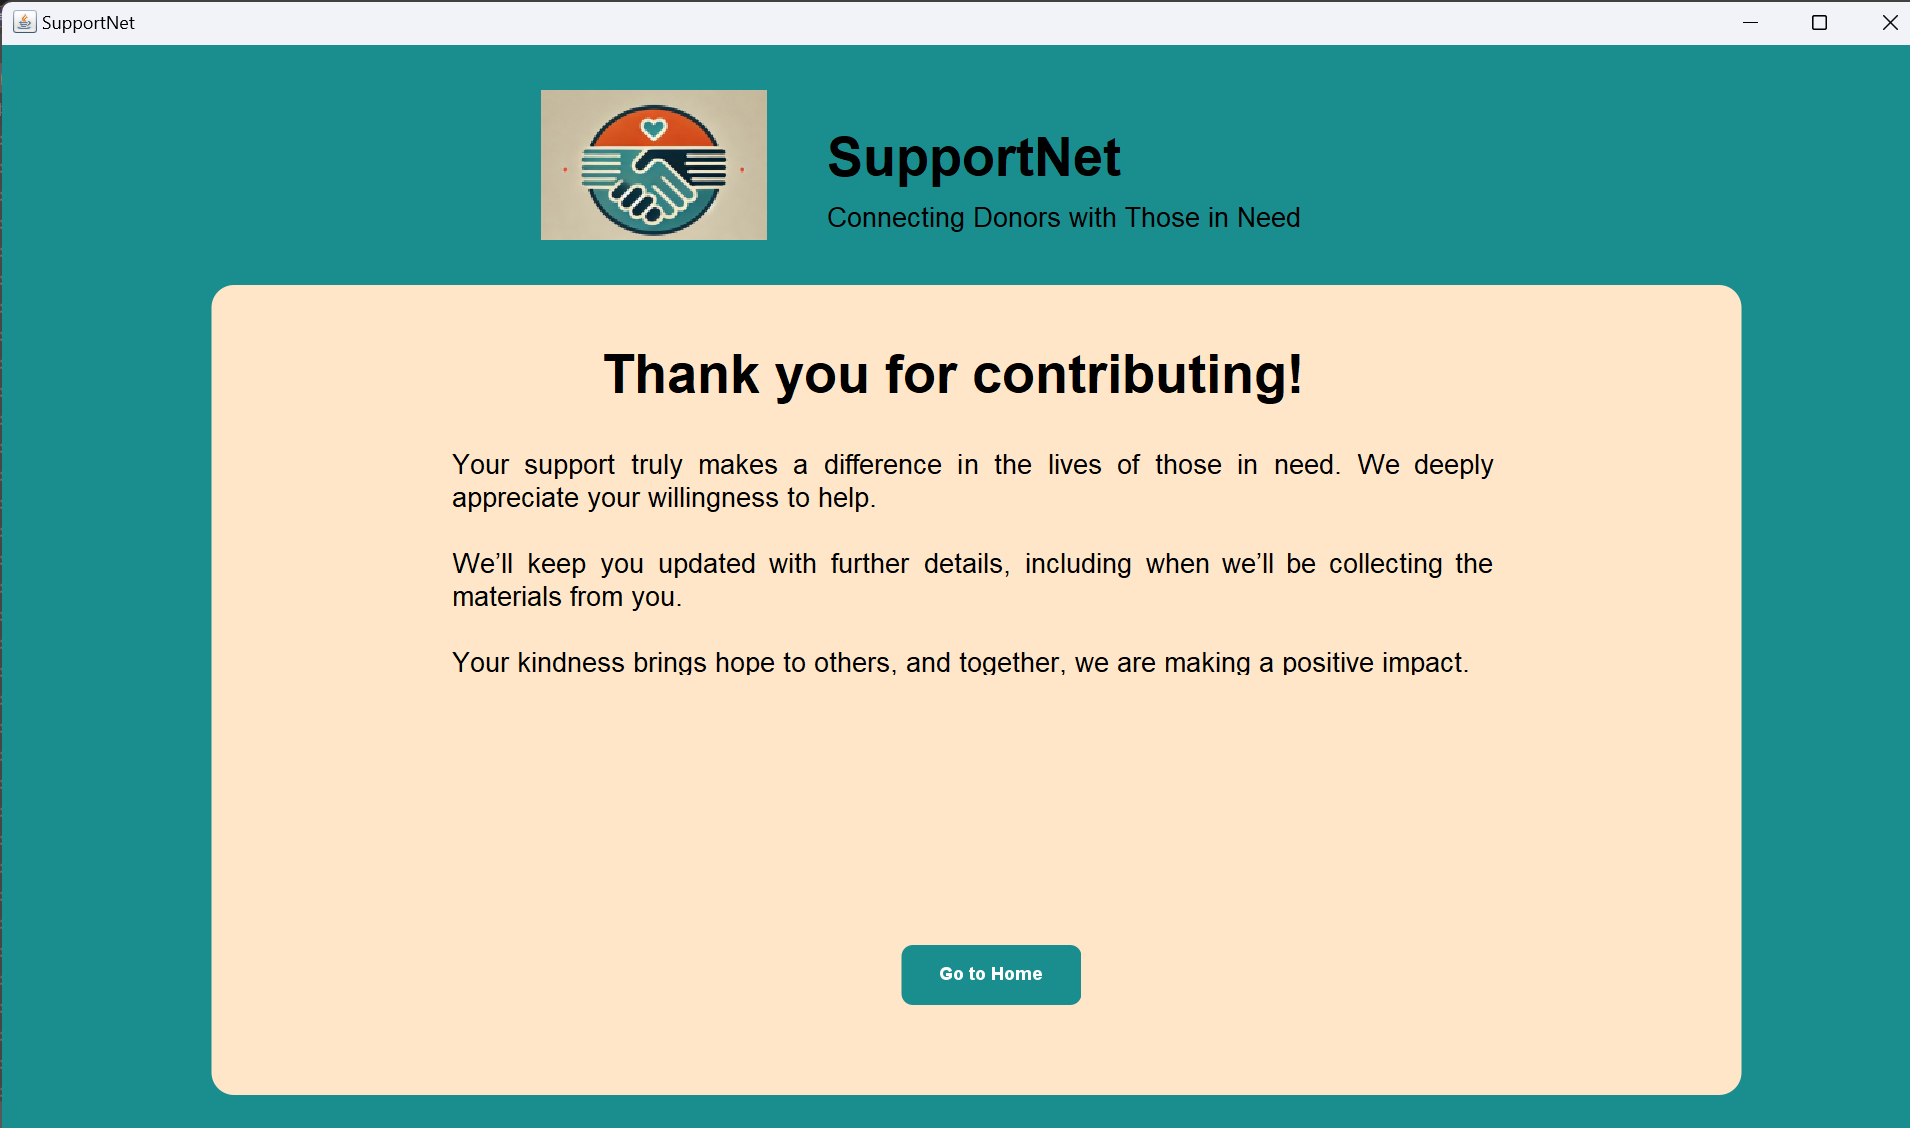 SupportNet
SupportNet
Connecting Donors with Those in Need
Thank you for contributing!
Your support truly makes a difference in the lives of those in need. We deeply
appreciate your willingness to help.
We’ll keep you updated with further details, including when we’ll be collecting the
materials from you.
Your kindness brings hope to others, and together, we are making a positive impact.
Go to Home